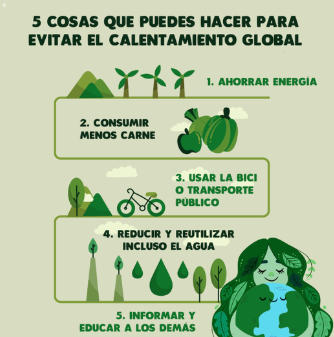 5 COSAS QUE PUEDES HACER PARA
EVITAR EL CALENTAMIENTO GLOBAL
1. AHORRAR ENERGÍA
2. CONSUMIR
MENOS CARNE
3. USAR LA BICI
O TRANSPORTE
PÚBLICO
4. REDUCIR Y REUTILIZAR
INCLUSO EL AGUA
5. INFORMAR Y
EDUCAR A LOS DEMÁS